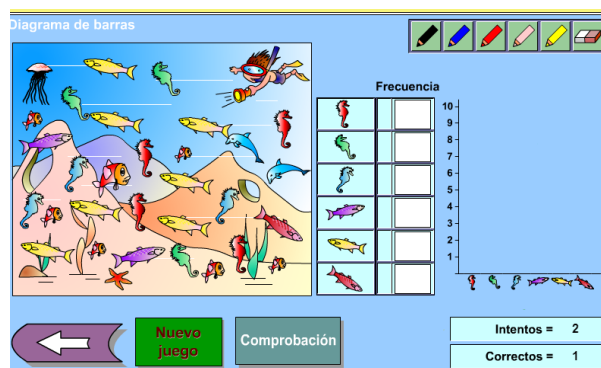 Diagrama de barras
Frecuencia
10
9
8
7
6
5
4
3
2
1
Nuevo
juego
Comprobación
Intentos = 2
Correctos = 1